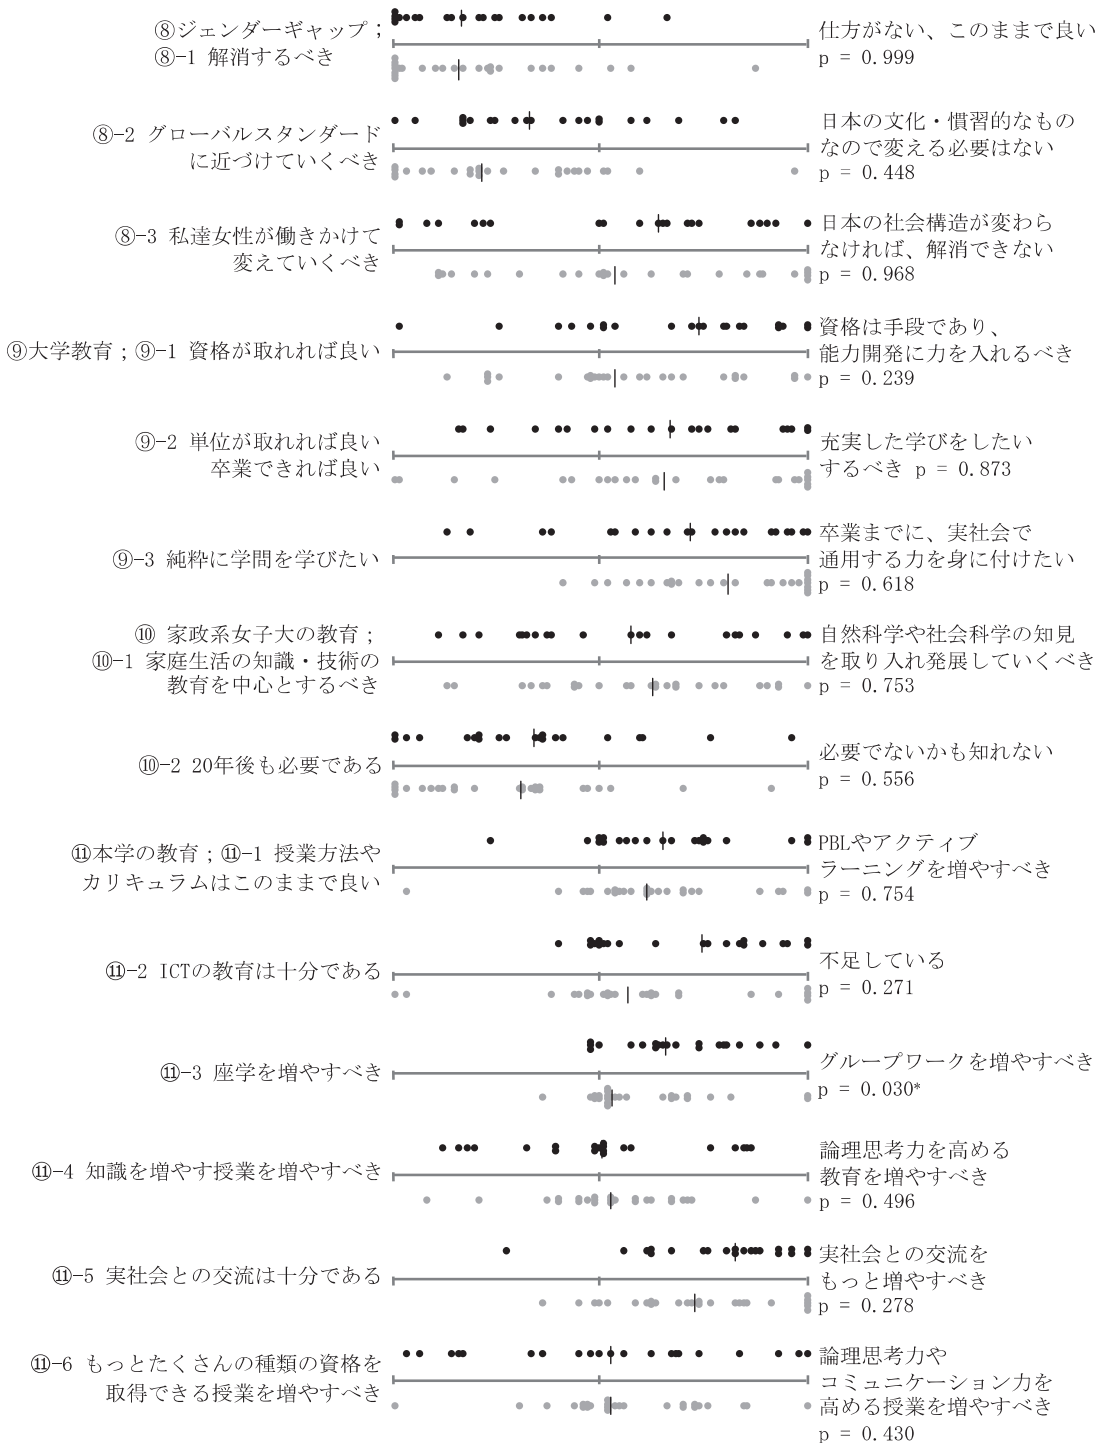 ⑧ジェンダーギャップ；
⑧-1 解消するべき
仕方がない、このままで良い
p = 0.999
⑧-2 グローバルスタンダード
に近づけていくべき
日本の文化・慣習的なもの
なので変える必要はない
p = 0.448
⑧-3 私達女性が働きかけて
変えていくべき
日本の社会構造が変わら
なければ、解消できない
p = 0.968
⑨大学教育；⑨-1 資格が取れれば良い
資格は手段であり、
能力開発に力を入れるべき
p = 0.239
⑨-2 単位が取れれば良い
卒業できれば良い
充実した学びをしたい
するべき p = 0.873
⑨-3 純粋に学問を学びたい
卒業までに、実社会で
通用する力を身に付けたい
p = 0.618
⑩ 家政系女子大の教育；
⑩-1 家庭生活の知識・技術の
教育を中心とするべき
自然科学や社会科学の知見
を取り入れ発展していくべき
p = 0.753
⑩-2 20年後も必要である
必要でないかも知れない
p = 0.556
⑪本学の教育；⑪-1 授業方法や
カリキュラムはこのままで良い
PBLやアクティブ
ラーニングを増やすべき
p = 0.754
⑪-2 ICTの教育は十分である
不足している
p = 0.271
⑪-3 座学を増やすべき
グループワークを増やすべき
p = 0.030*
⑪-4 知識を増やす授業を増やすべき
論理思考力を高める
教育を増やすべき
p = 0.496
⑪-5 実社会との交流は十分である
実社会との交流を
もっと増やすべき
p = 0.278
⑪-6 もっとたくさんの種類の資格を
取得できる授業を増やすべき
論理思考力や
コミュニケーション力を
高める授業を増やすべき
p = 0.430